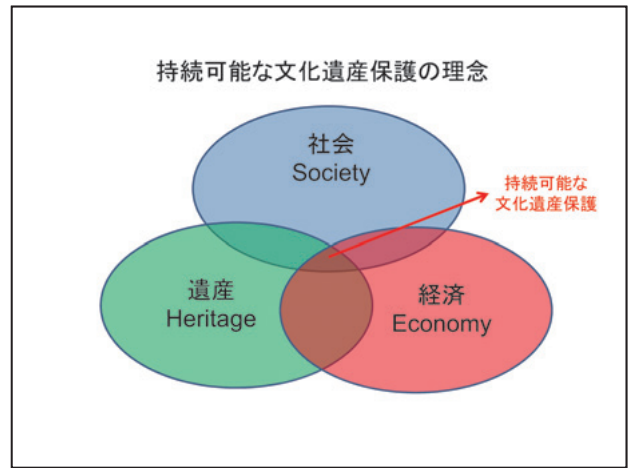 持続可能な文化遺産保護の理念
社会
Society
持続可能な
文化遺産保護
遺産
Heritage
経済
Economy